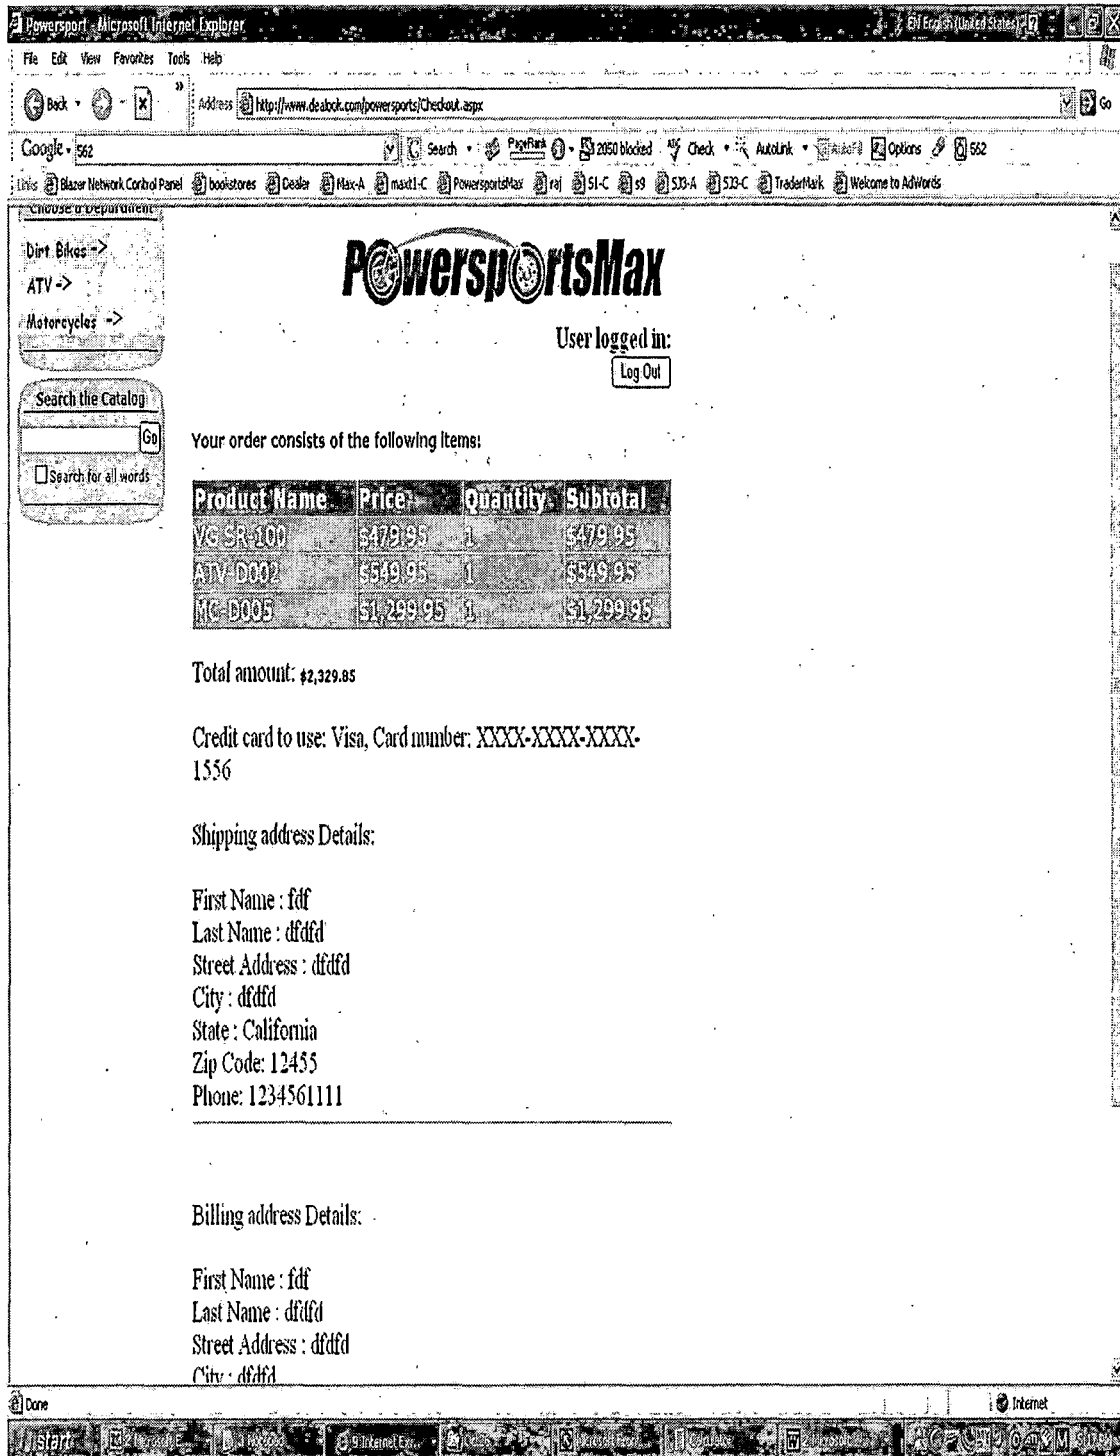 Powersport - Microsoft Internet Explorer
EN English (United States)
File Edit View Favorites Tools Help
Back
Address http://www.deabok.com/powersports/Checkout.aspx
Go
Google 562
Search PageRank 2050 blocked Check AutoLink AutoFill Options 562
Links Blazer Network Control Panel bookstores Dealer Max-A maxt1-C PowersportsMax raj S1-C s9 S33-A S33-C TraderMark Welcome to AdWords
Choose a Department
Dirt Bikes ->
ATV ->
Motorcycles ->
Search the Catalog
Go
Search for all words
PowersportsMax
User logged in:
Log Out
Your order consists of the following items:
Product Name Price Quantity Subtotal
VG SR-100 $479.95 1 $479.95
ATV-D002 $549.95 1 $549.95
MC-D005 $1,299.95 1 $1,299.95
Total amount: $2,329.85
Credit card to use: Visa, Card number: XXXX-XXXX-XXXX-
1556
Shipping address Details:
First Name : fdf
Last Name : dfdfd
Street Address : dfdfd
City : dfdfd
State : California
Zip Code: 12455
Phone: 1234561111
Billing address Details:
First Name : fdf
Last Name : dfdfd
Street Address : dfdfd
City : dfdfd
Done
Internet
start